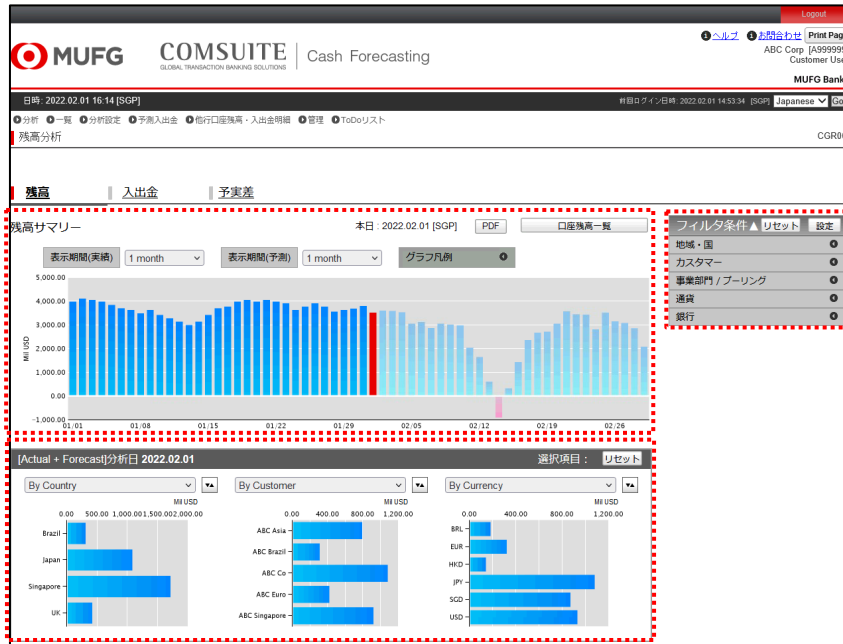 Logout
MUFG COMSUITE Cash Forecasting
GLOBAL TRANSACTION BANKING SOLUTIONS
ヘルプ お問合わせ Print Pag
ABC Corp [A999999
Customer Use
MUFG Bank
日時: 2022.02.01 16:14 [SGP]
前回ログイン日時: 2022.02.01 14:53:34 [SGP] Japanese Go
分析 一覧 分析設定 予測入出金 他行口座残高・入出金明細 管理 ToDoリスト
残高分析 CGR00
残高 入出金 予実差
残高サマリー 本日 : 2022.02.01 [SGP] PDF 口座残高一覧
表示期間(実績) 1 month 表示期間(予測) 1 month グラフ凡例
Mil USD
5,000.00
4,000.00
3,000.00
2,000.00
1,000.00
0.00
-1,000.00
01/01 01/08 01/15 01/22 01/29 02/05 02/12 02/19 02/26
フィルタ条件▲ リセット 設定
地域・国
カスタマー
事業部門 / プーリング
通貨
銀行
[Actual + Forecast]分析日 2022.02.01 選択項目 : リセット
By Country ▼▲
Mil USD
0.00 500.00 1,000.00 1,500.00 2,000.00
Brazil
Japan
Singapore
UK
By Customer ▼▲
Mil USD
0.00 400.00 800.00 1,200.00
ABC Asia
ABC Brazil
ABC Co
ABC Euro
ABC Singapore
By Currency ▼▲
Mil USD
0.00 400.00 800.00 1,200.00
BRL
EUR
HKD
JPY
SGD
USD